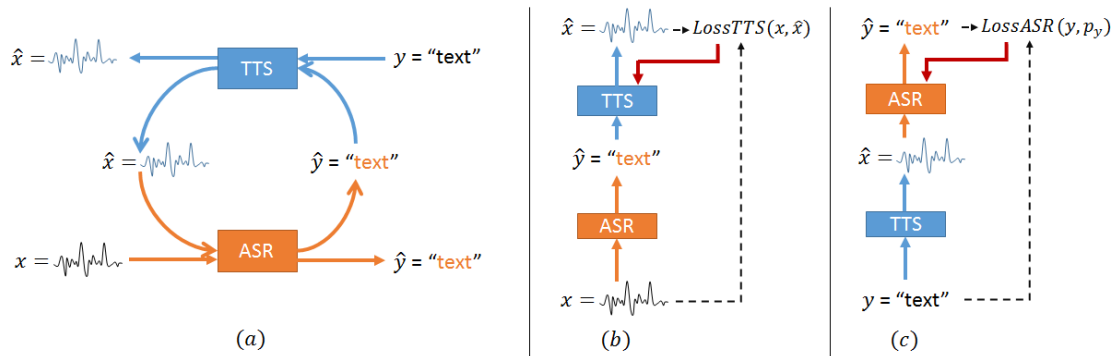 x̂ =
TTS
y = "text"
x̂ =
ŷ = "text"
x =
ASR
ŷ = "text"
(a)
x̂ =
LossTTS(x, x̂)
TTS
ŷ = "text"
ASR
x =
(b)
ŷ = "text"
LossASR(y, p_y)
ASR
x̂ =
TTS
y = "text"
(c)